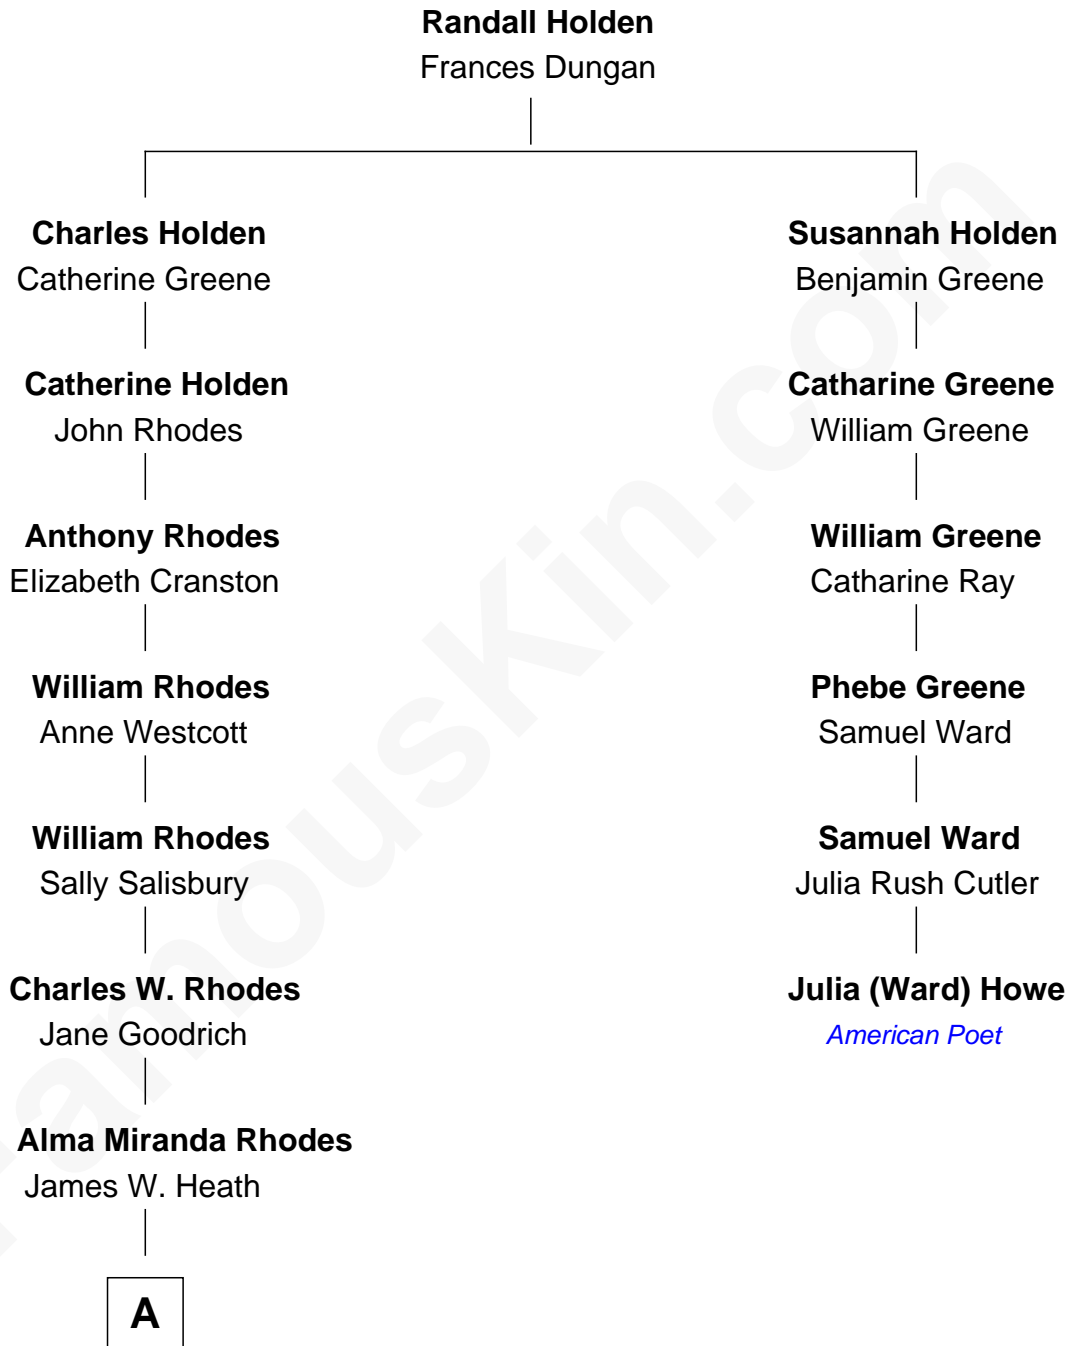 Randall Holden
Frances Dungan
Charles Holden
Catherine Greene
Susannah Holden
Benjamin Greene
Catherine Holden
John Rhodes
Catharine Greene
William Greene
Anthony Rhodes
Elizabeth Cranston
William Greene
Catharine Ray
William Rhodes
Anne Westcott
Phebe Greene
Samuel Ward
William Rhodes
Sally Salisbury
Samuel Ward
Julia Rush Cutler
Charles W. Rhodes
Jane Goodrich
Julia (Ward) Howe
American Poet
Alma Miranda Rhodes
James W. Heath
A
FamousKin.com